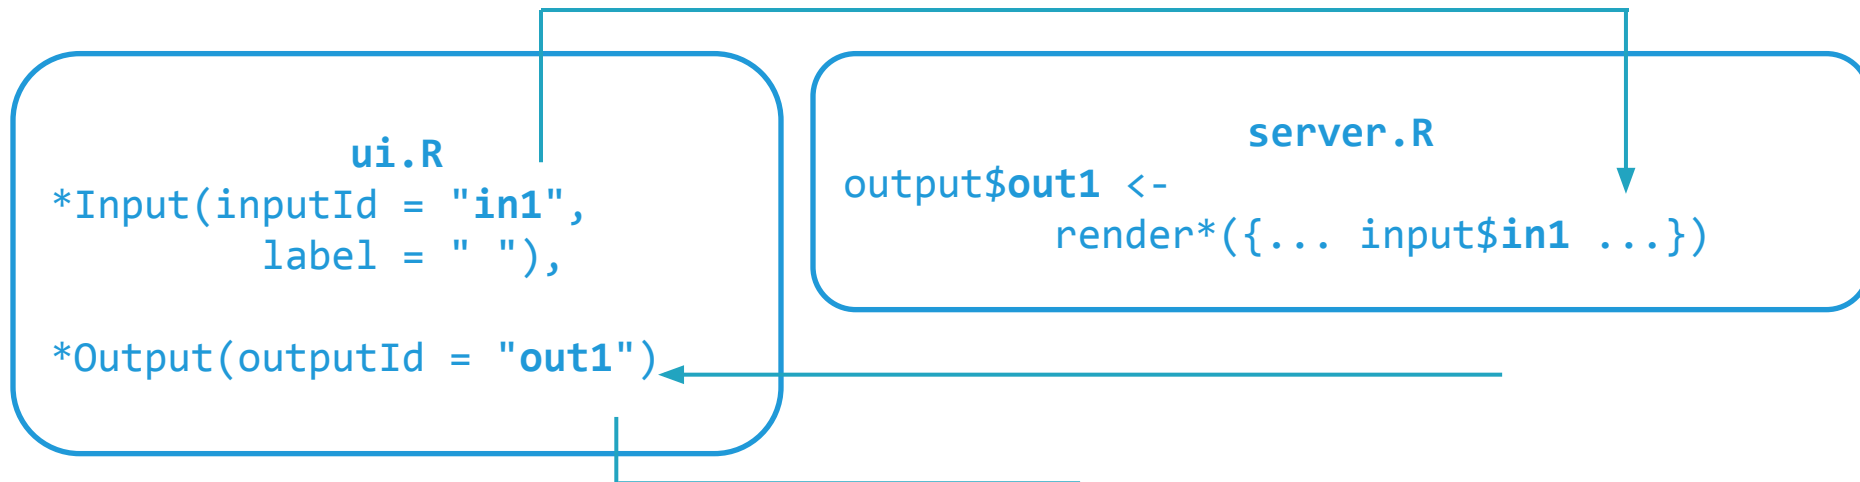 ui.R
*Input(inputId = "in1",
label = " "),
*Output(outputId = "out1")
server.R
output$out1 <-
render*({... input$in1 ...})